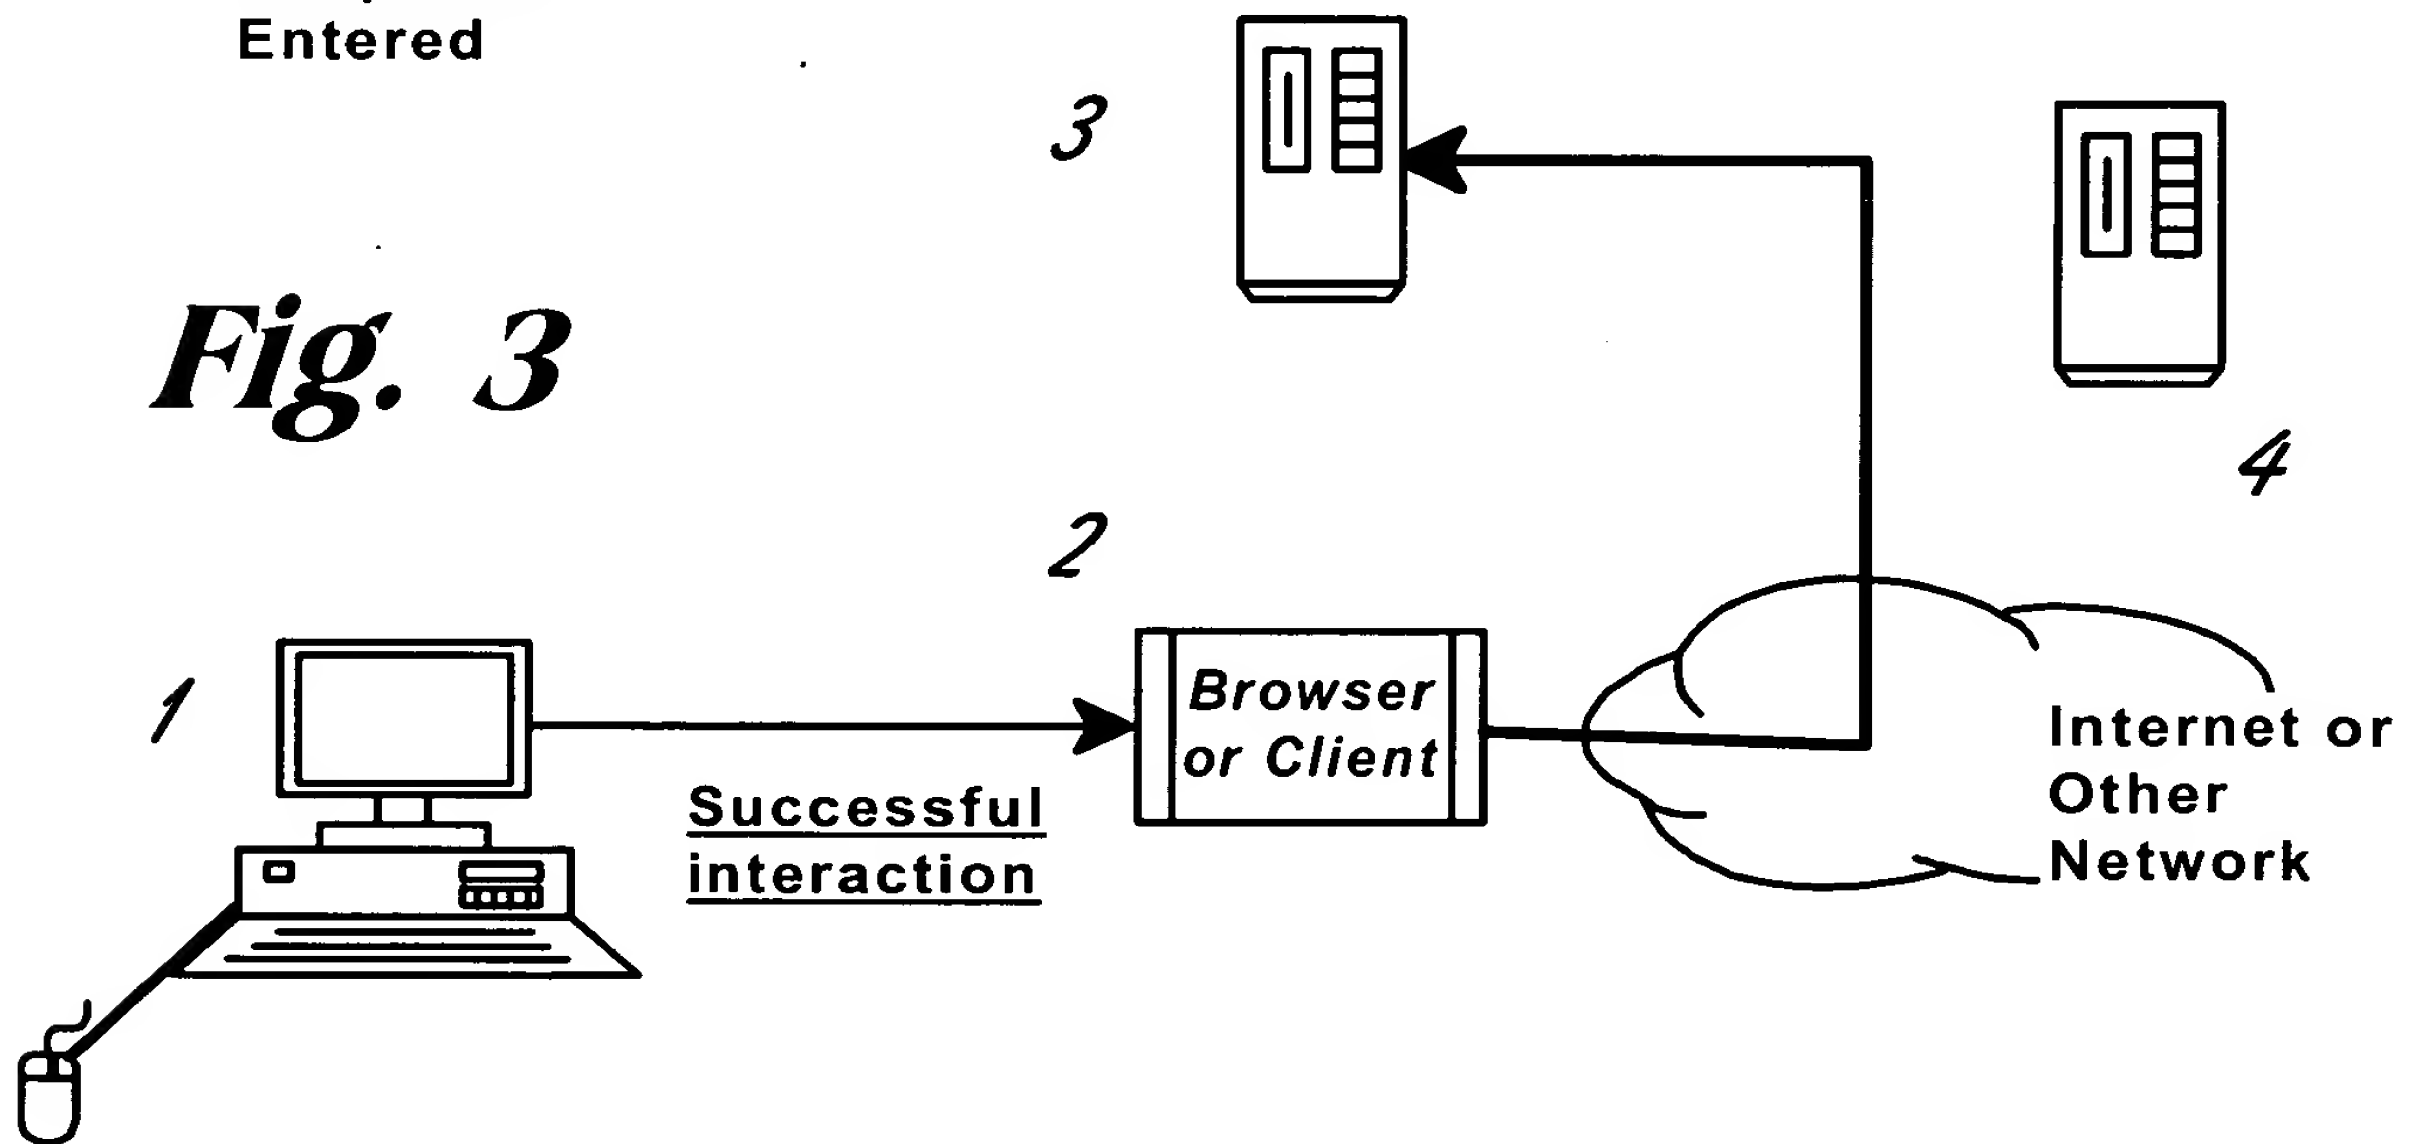 Entered
3
Fig. 3
4
2
1
Browser
or Client
Successful
interaction
Internet or
Other
Network